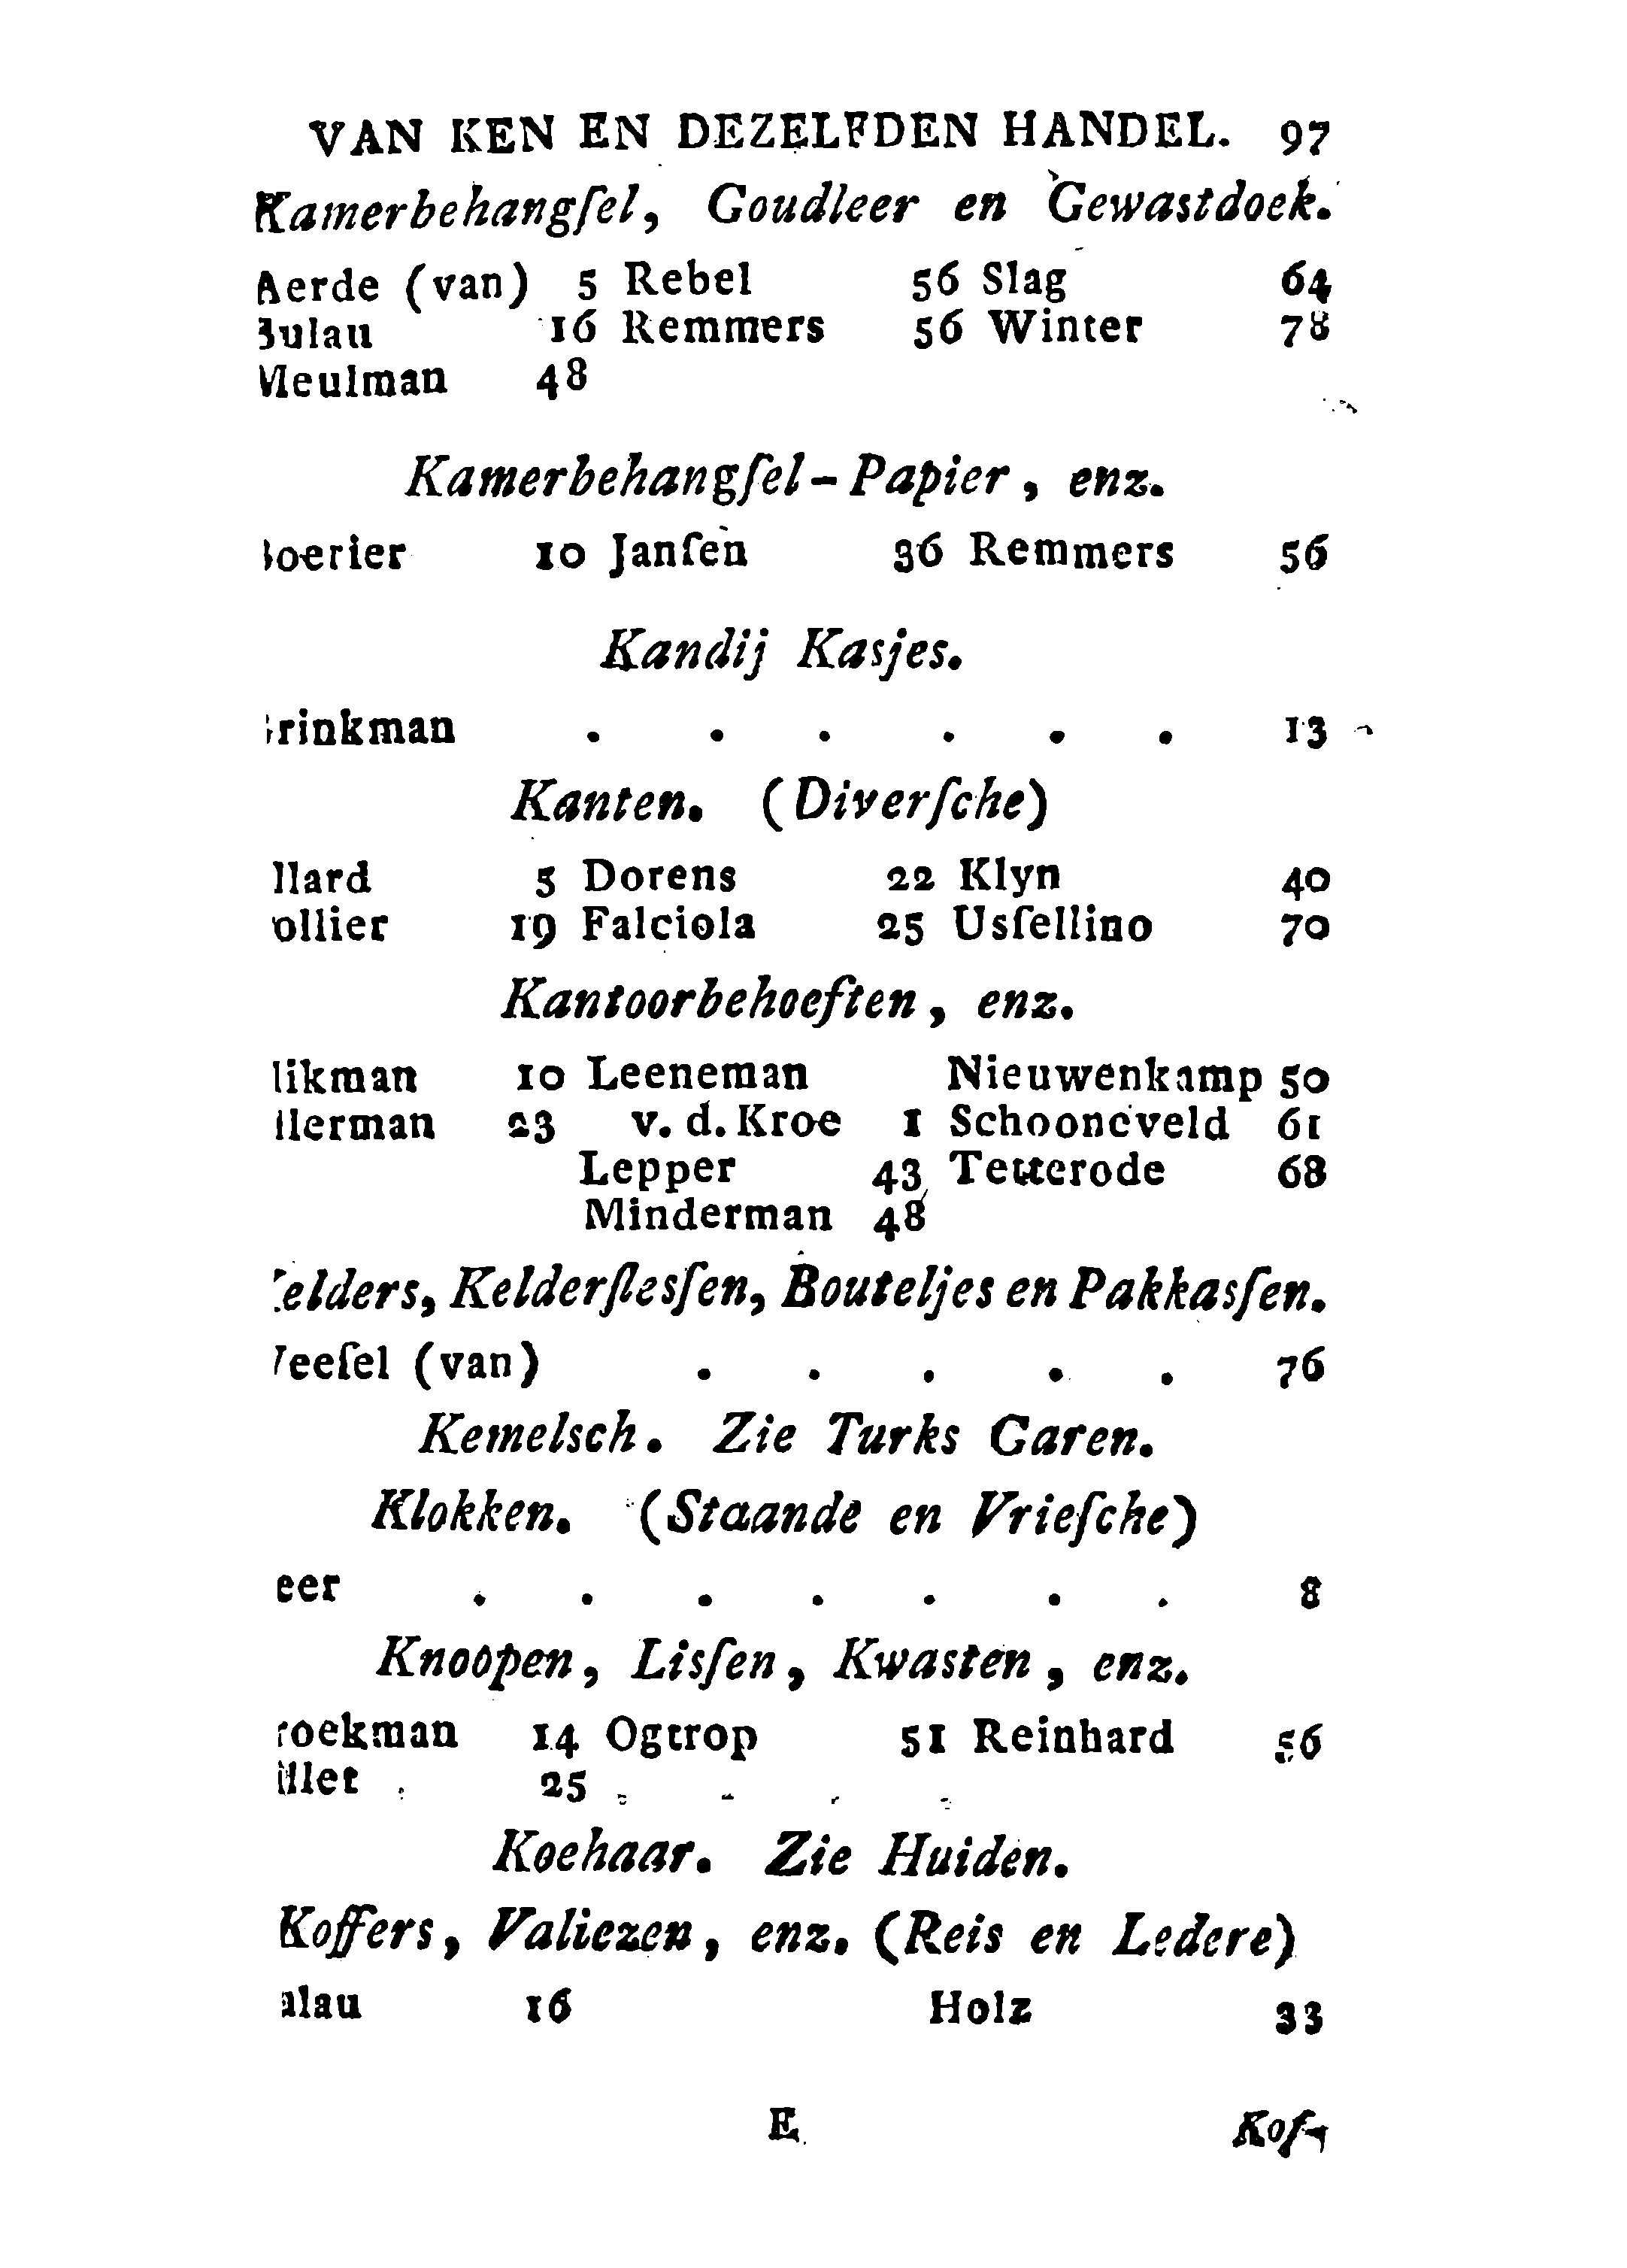 VAN EEN EN DEZELFDEN HANDEL. 97
Kamerbehangſel, Goudleer en Gewastdoek.
Aerde (van) 5 Rebel 56 Slag 64
Bulau 16 Remmers 56 Winter 78
Meulman 48
Kamerbehangſel-Papier, enz.
oerier 10 Janſen 36 Remmers 56
Kandij Kasjes.
rinkman . . . . . . 13
Kanten. (Diverſche)
llard 5 Dorens 22 Klyn 40
ollier 19 Falciola 25 Usſellino 70
Kantoorbehoeften, enz.
likman 10 Leeneman Nieuwenkamp 50
llerman 23 v. d. Kroe 1 Schooneveld 61
Lepper 43 Tetterode 68
Minderman 48
elders, Kelderflesſen, Bouteljes en Pakkasſen.
eeſel (van) . . . . . 76
Kemelsch. Zie Turks Garen.
Klokken. (Staande en Vrieſche)
eer . . . . . . . 8
Knoopen, Lisſen, Kwasten, enz.
roekman 14 Ogtrop 51 Reinhard 56
illet 25
Koehaar. Zie Huiden.
Koffers, Valiezen, enz. (Reis en Ledere)
alau 16 Holz 33
E Kof-